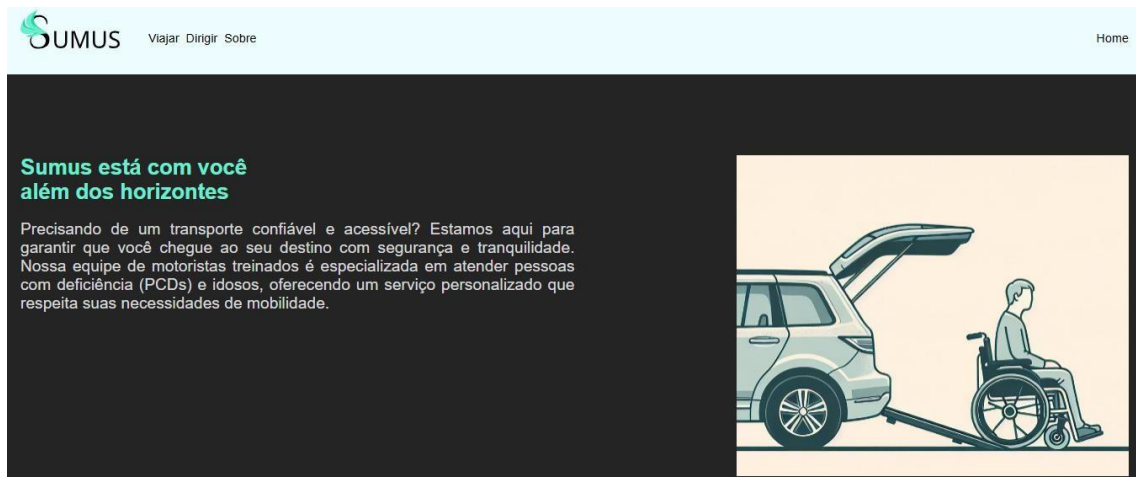 SUMUS
Viajar Dirigir Sobre
Home
Sumus está com você
além dos horizontes
Precisando de um transporte confiável e acessível? Estamos aqui para
garantir que você chegue ao seu destino com segurança e tranquilidade.
Nossa equipe de motoristas treinados é especializada em atender pessoas
com deficiência (PCDs) e idosos, oferecendo um serviço personalizado que
respeita suas necessidades de mobilidade.